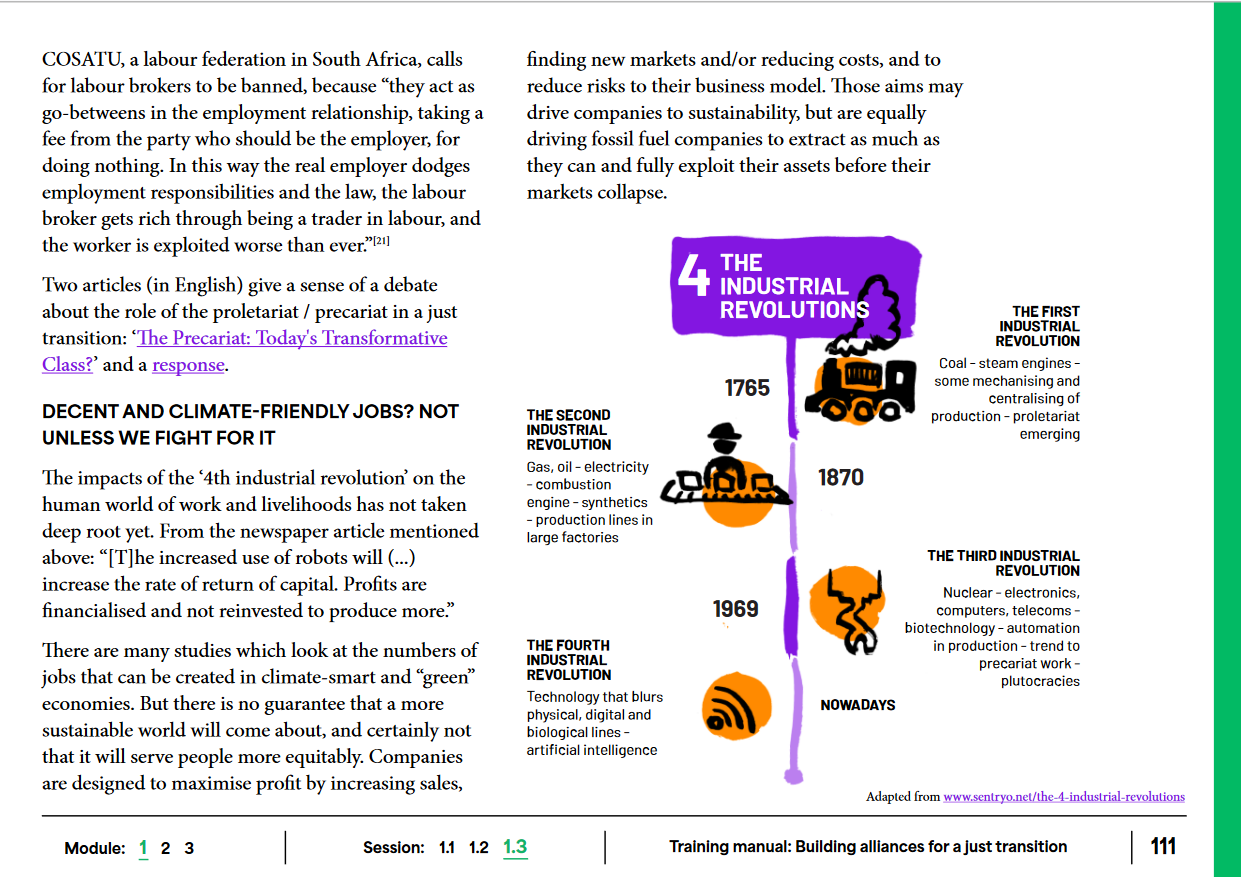 COSATU, a labour federation in South Africa, calls
for labour brokers to be banned, because “they act as
go-betweens in the employment relationship, taking a
fee from the party who should be the employer, for
doing nothing. In this way the real employer dodges
employment responsibilities and the law, the labour
broker gets rich through being a trader in labour, and
the worker is exploited worse than ever.”[21]
Two articles (in English) give a sense of a debate
about the role of the proletariat / precariat in a just
transition: ‘The Precariat: Today's Transformative
Class?’ and a response.
DECENT AND CLIMATE-FRIENDLY JOBS? NOT
UNLESS WE FIGHT FOR IT
The impacts of the ‘4th industrial revolution’ on the
human world of work and livelihoods has not taken
deep root yet. From the newspaper article mentioned
above: “[T]he increased use of robots will (...)
increase the rate of return of capital. Profits are
financialised and not reinvested to produce more.”
There are many studies which look at the numbers of
jobs that can be created in climate-smart and “green”
economies. But there is no guarantee that a more
sustainable world will come about, and certainly not
that it will serve people more equitably. Companies
are designed to maximise profit by increasing sales,
finding new markets and/or reducing costs, and to
reduce risks to their business model. Those aims may
drive companies to sustainability, but are equally
driving fossil fuel companies to extract as much as
they can and fully exploit their assets before their
markets collapse.
4 THE
INDUSTRIAL
REVOLUTIONS
1765
THE FIRST
INDUSTRIAL
REVOLUTION
Coal – steam engines –
some mechanising and
centralising of
production – proletariat
emerging
THE SECOND
INDUSTRIAL
REVOLUTION
Gas, oil – electricity
– combustion
engine – synthetics
– production lines in
large factories
1870
THE THIRD INDUSTRIAL
REVOLUTION
Nuclear – electronics,
computers, telecoms –
biotechnology – automation
in production – trend to
precariat work –
plutocracies
1969
THE FOURTH
INDUSTRIAL
REVOLUTION
Technology that blurs
physical, digital and
biological lines –
artificial intelligence
NOWADAYS
Adapted from www.sentryo.net/the-4-industrial-revolutions
Module: 1 2 3
Session: 1.1 1.2 1.3
Training manual: Building alliances for a just transition
111